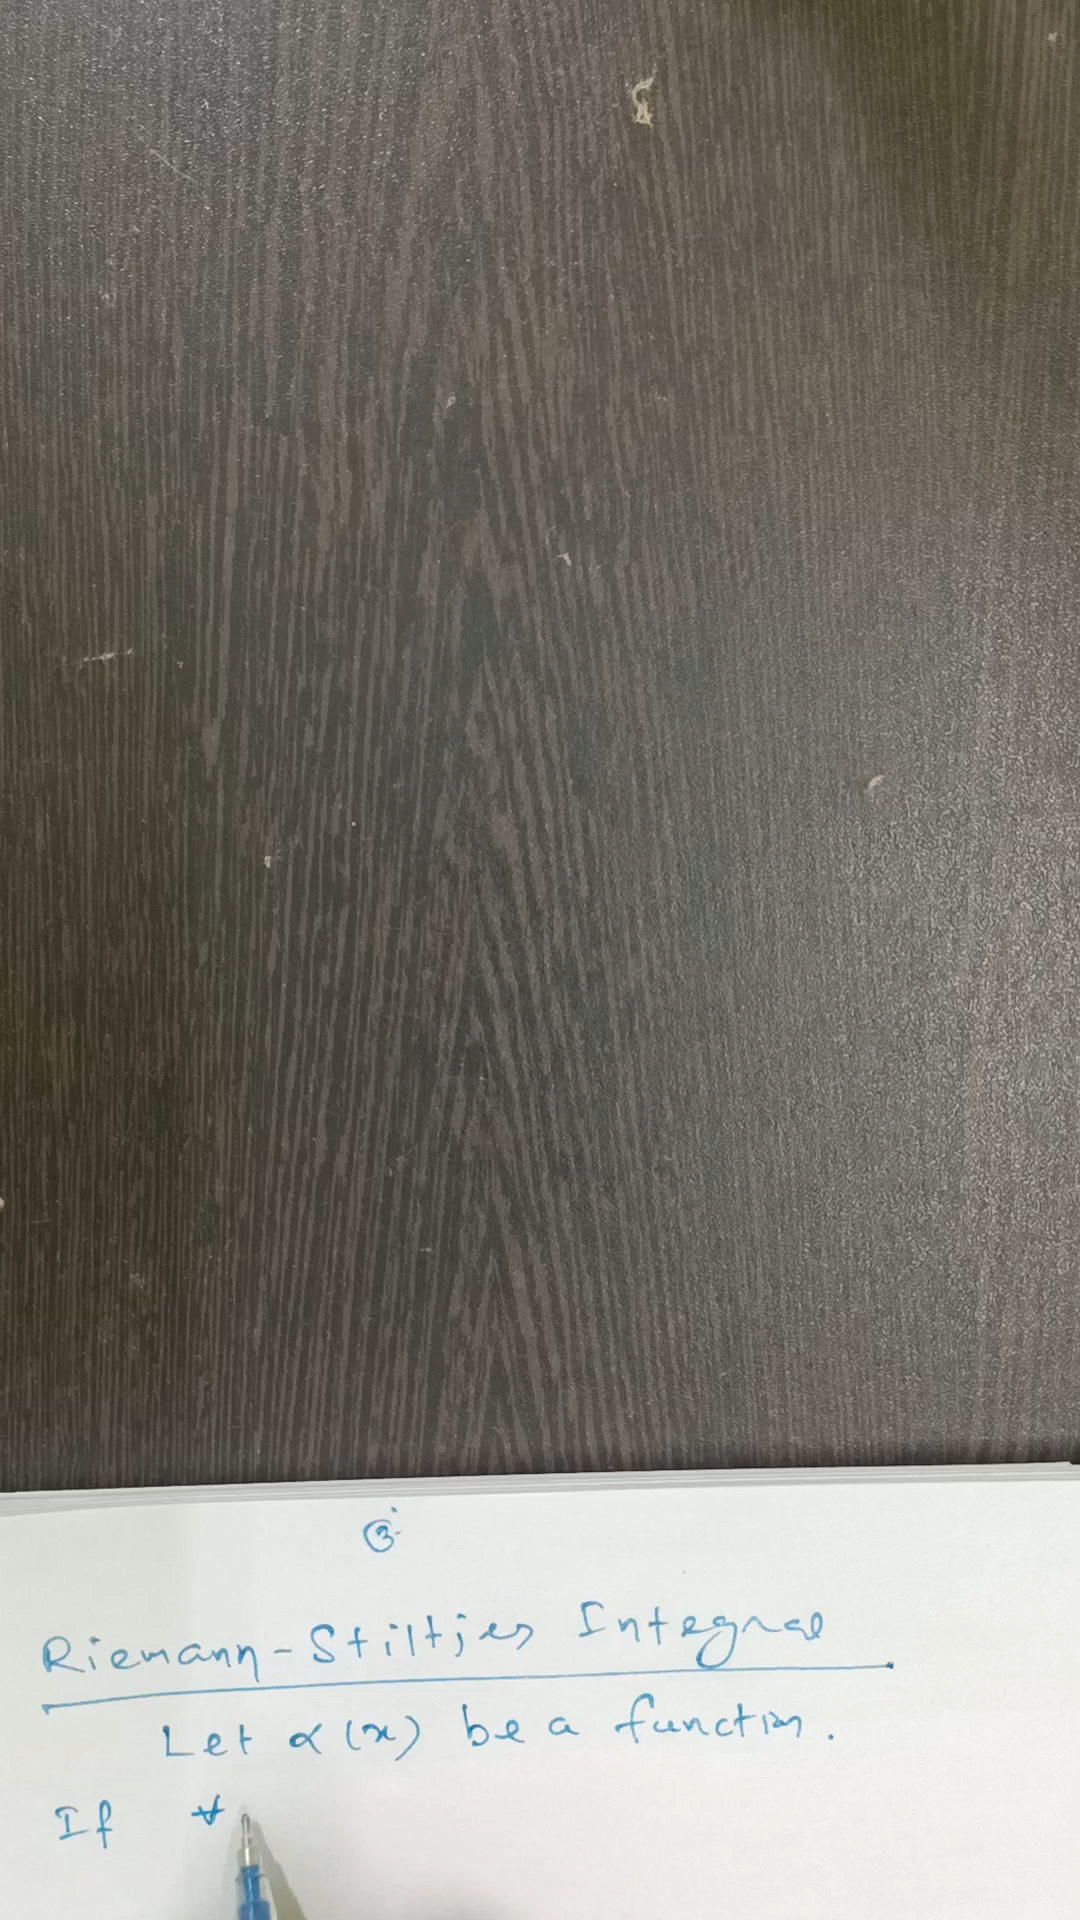 ③
Riemann-Stiltjes Integral
Let α(x) be a function.
If ∀